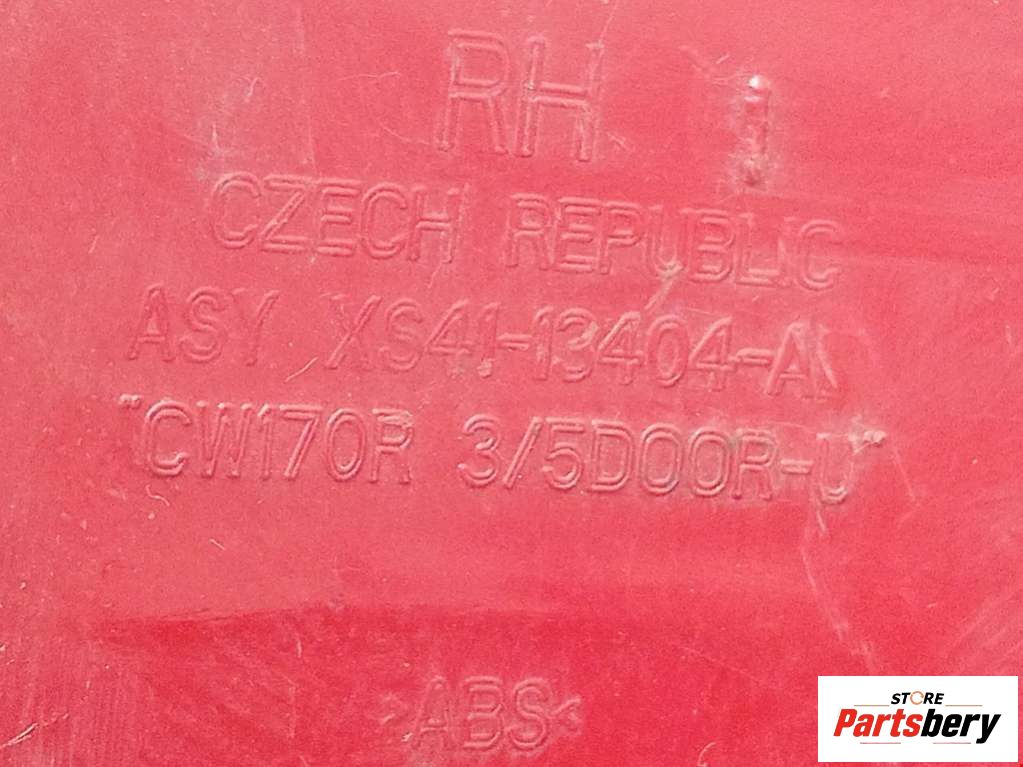 RH
CZECH REPUBLIC
ASY XS41-13404-A
"CW170R 3/5DOOR-U"
>ABS<
STORE
Partsbery